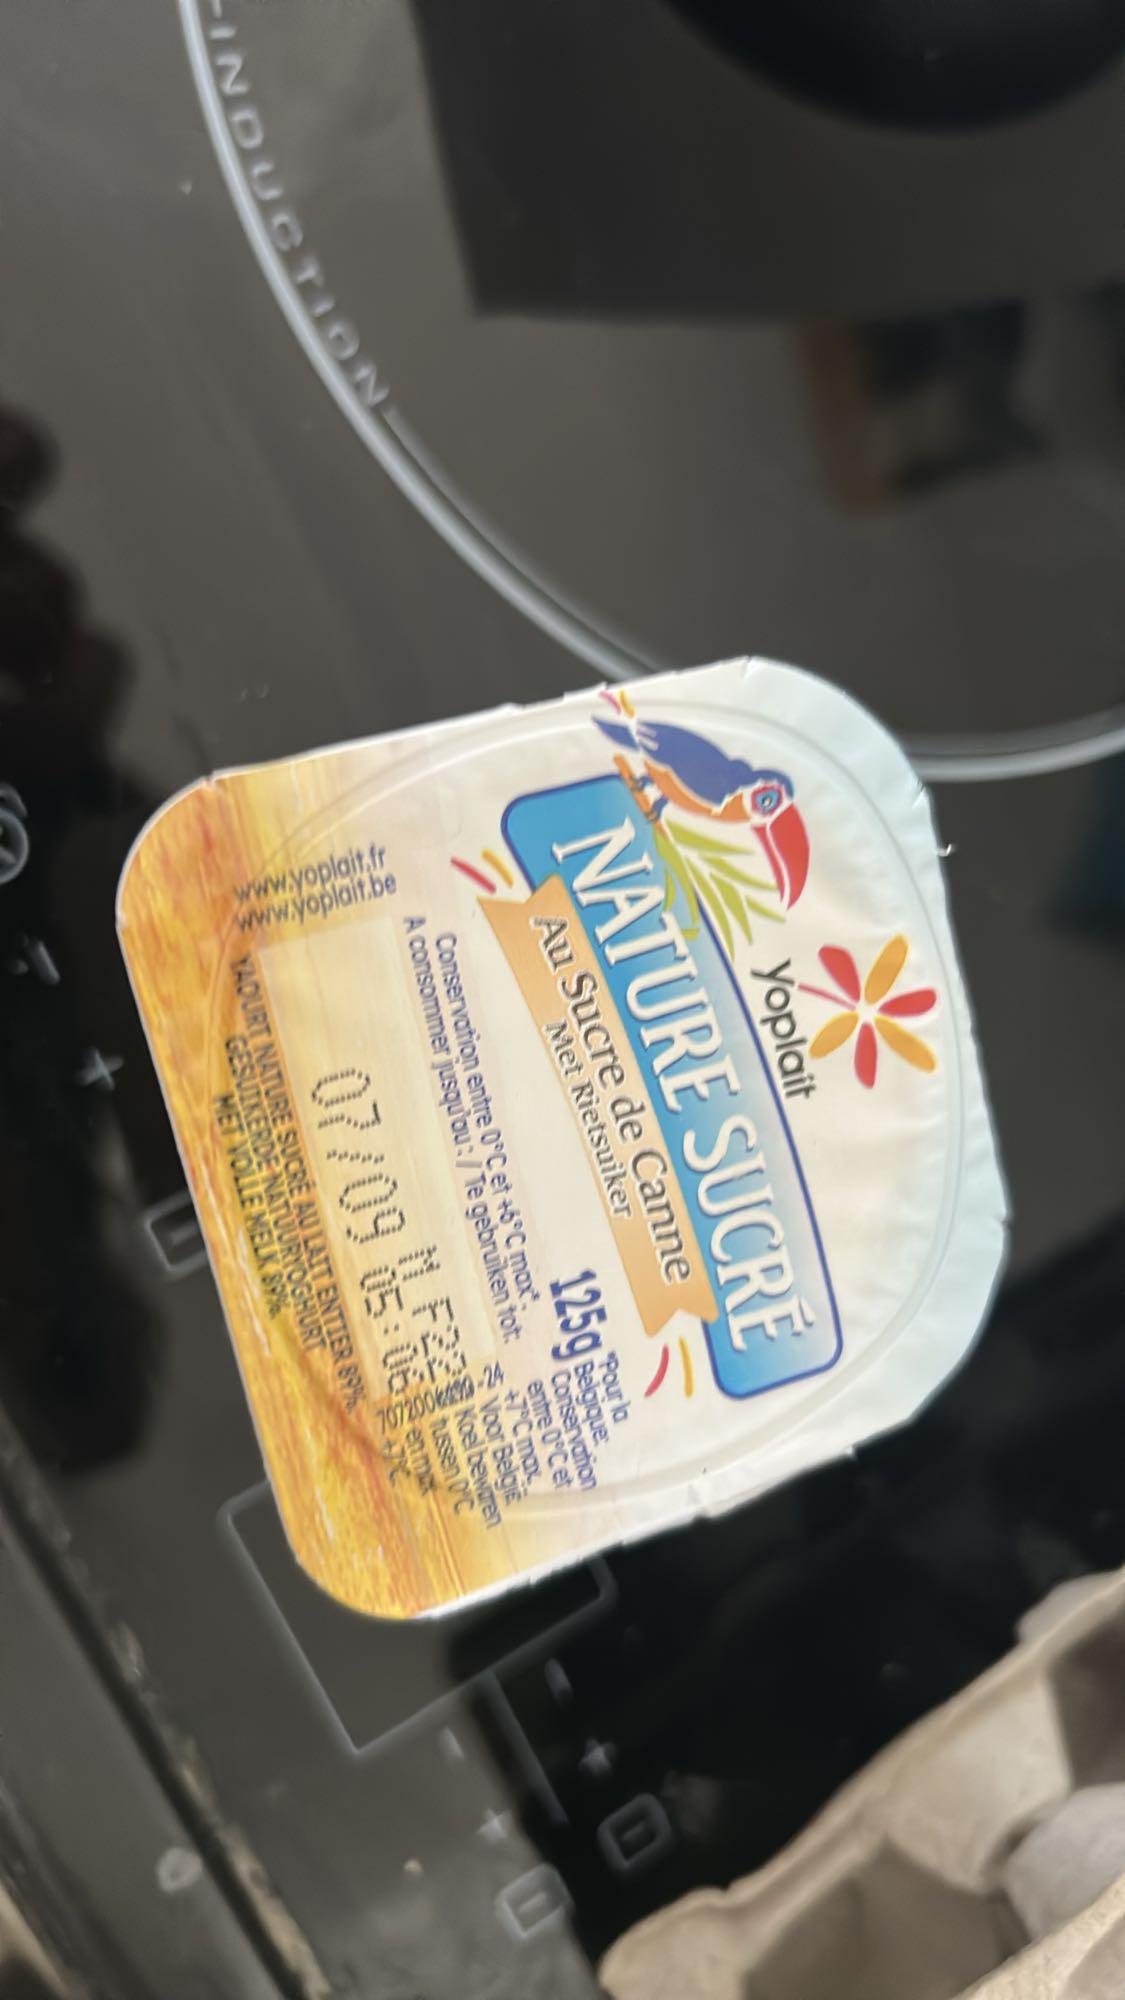 INDUCTION
yoplait
NATURE SUCRÉ
Au Sucre de Canne
Met Rietsuiker
125g
*Pour la
Belgique:
Conservation
entre 0°C et
+7°C max.
Voor België:
Koel bewaren
tussen 0°C
en max
+7°C.
Conservation entre 0°C et +6°C max*.
A consommer jusqu'au : / Te gebruiken tot:
07/09 05:06
www.yoplait.fr
www.yoplait.be
YAOURT NATURE SUCRÉ AU LAIT ENTIER 89%
GESUIKERDE NATUURYOGHURT
MET VOLLE MELK 89%